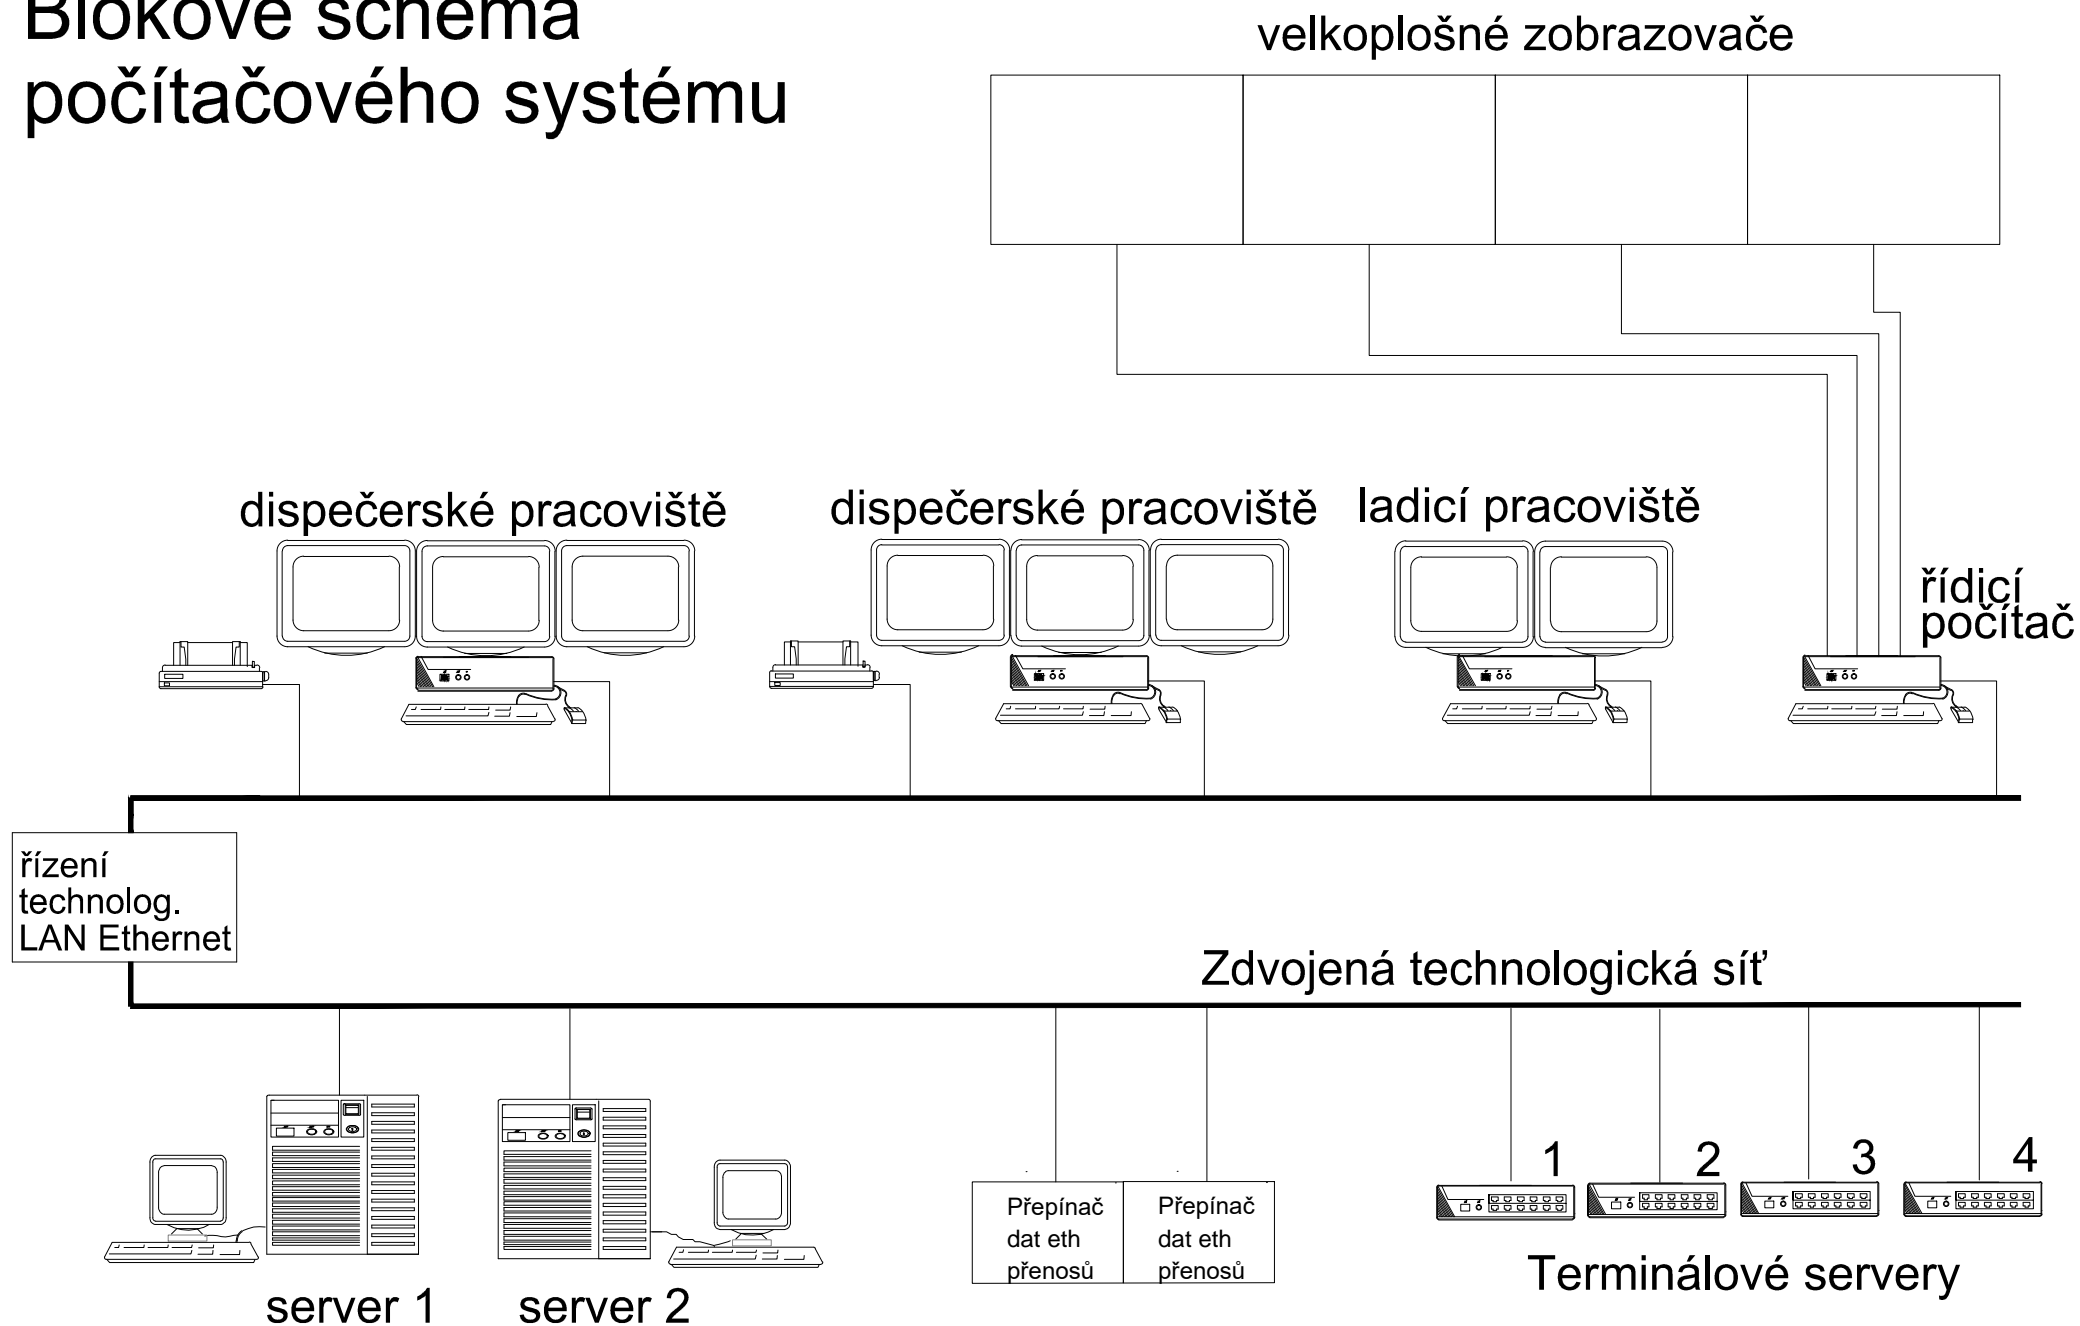 Blokové schéma
počítačového systému
velkoplošné zobrazovače
dispečerské pracoviště
dispečerské pracoviště
ladicí pracoviště
řídicí
počítač
řízení
technolog.
LAN Ethernet
Zdvojená technologická síť
1
2
3
4
Přepínač
dat eth
přenosů
Přepínač
dat eth
přenosů
Terminálové servery
server 1
server 2